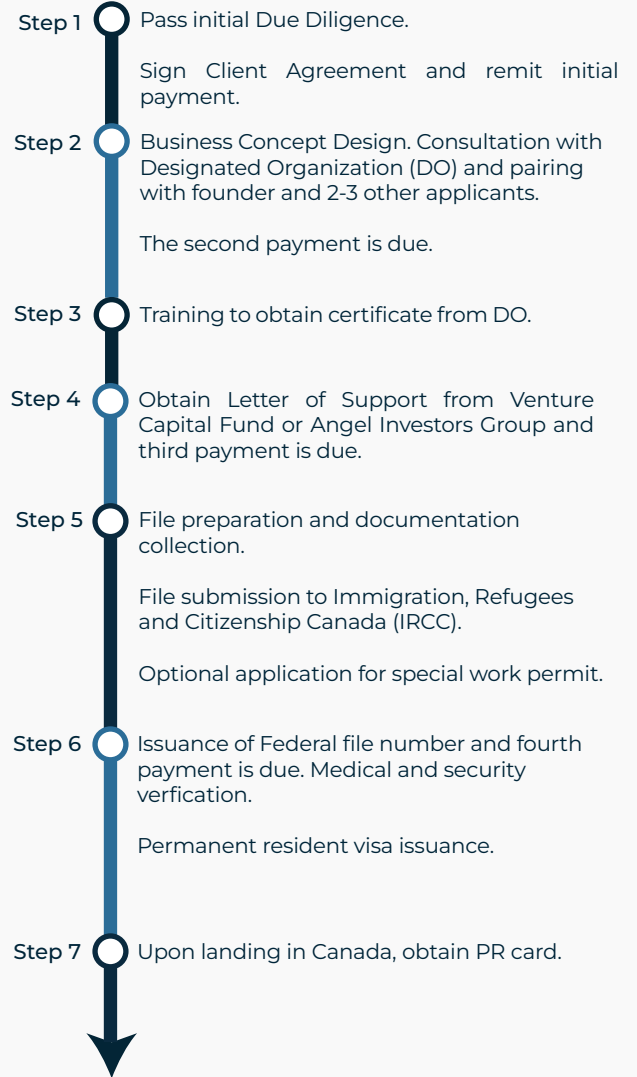 Step 1
Pass initial Due Diligence.
Sign Client Agreement and remit initial
payment.
Step 2
Business Concept Design. Consultation with
Designated Organization (DO) and pairing
with founder and 2-3 other applicants.
The second payment is due.
Step 3
Training to obtain certificate from DO.
Step 4
Obtain Letter of Support from Venture
Capital Fund or Angel Investors Group and
third payment is due.
Step 5
File preparation and documentation
collection.
File submission to Immigration, Refugees
and Citizenship Canada (IRCC).
Optional application for special work permit.
Step 6
Issuance of Federal file number and fourth
payment is due. Medical and security
verfication.
Permanent resident visa issuance.
Step 7
Upon landing in Canada, obtain PR card.